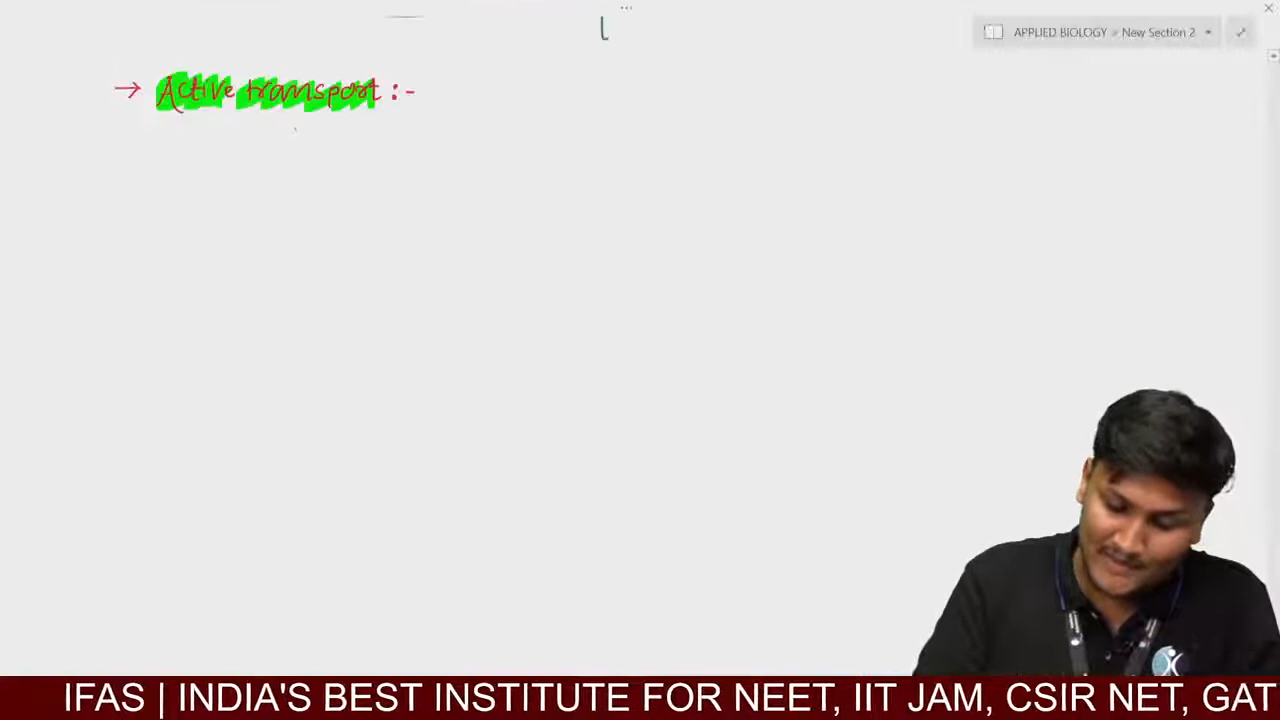 APPLIED BIOLOGY » New Section 2
→ Active transport :-
IFAS | INDIA'S BEST INSTITUTE FOR NEET, IIT JAM, CSIR NET, GAT